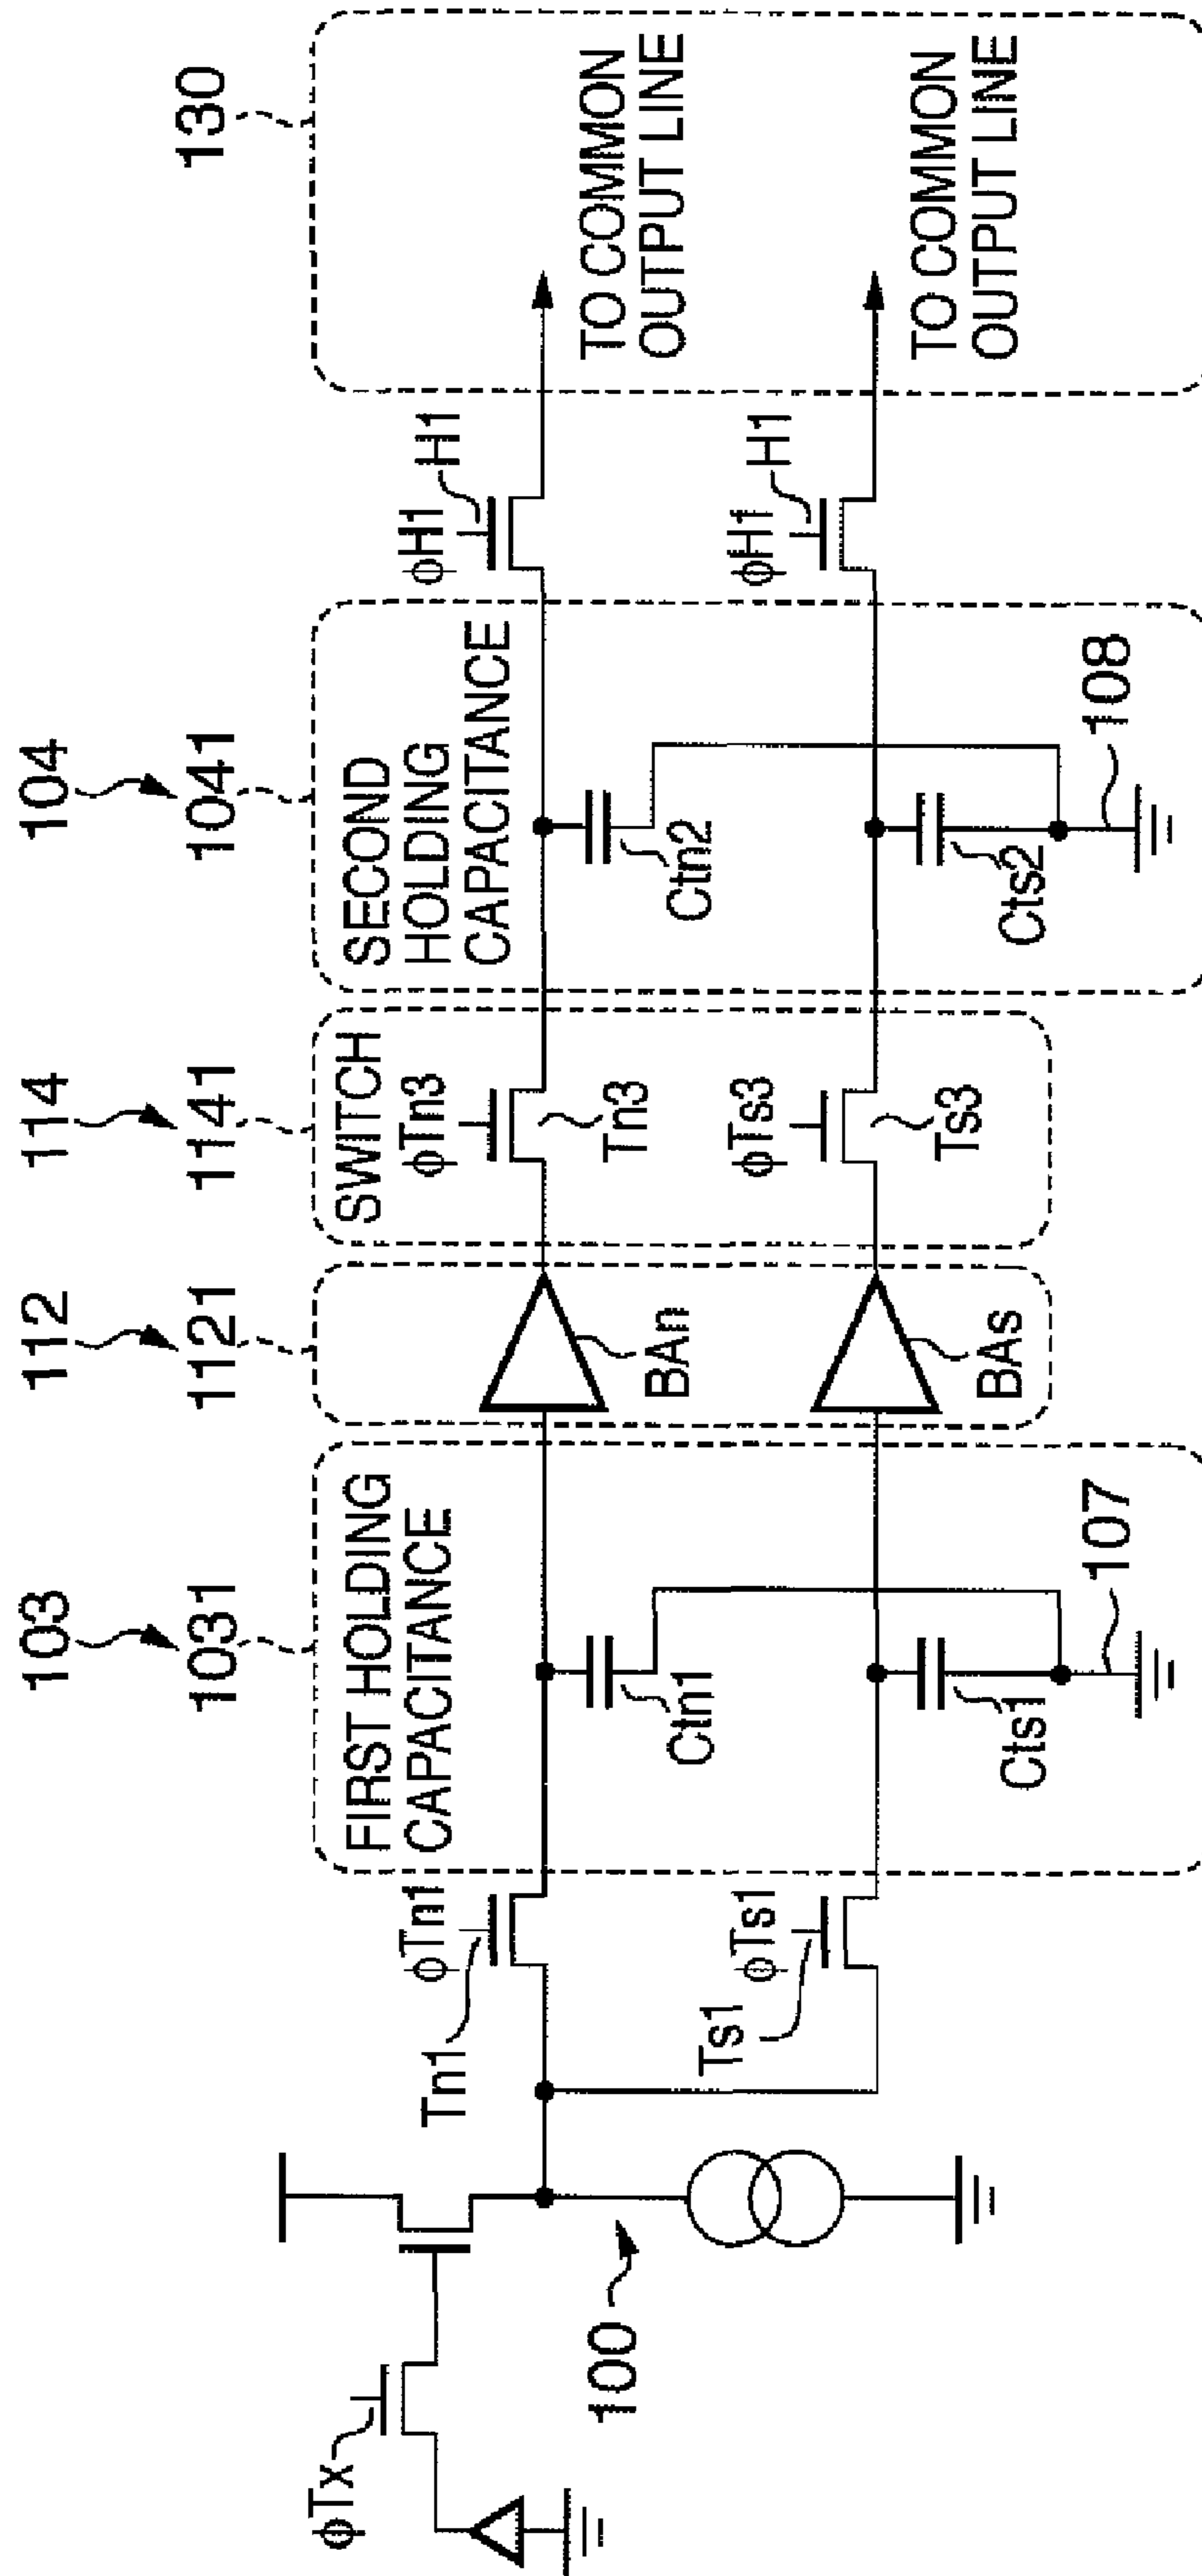 103
1031
112
1121
114
1141
104
1041
130
FIRST HOLDING
CAPACITANCE
SWITCH
SECOND
HOLDING
CAPACITANCE
ϕTx
Tn1
ϕTn1
ϕTn3
Tn3
ϕH1
H1
TO COMMON
OUTPUT LINE
100
Ctn1
BAn
Ctn2
Ts1
ϕTs1
ϕTs3
Ts3
ϕH1
H1
TO COMMON
OUTPUT LINE
Cts1
107
BAs
Cts2
108